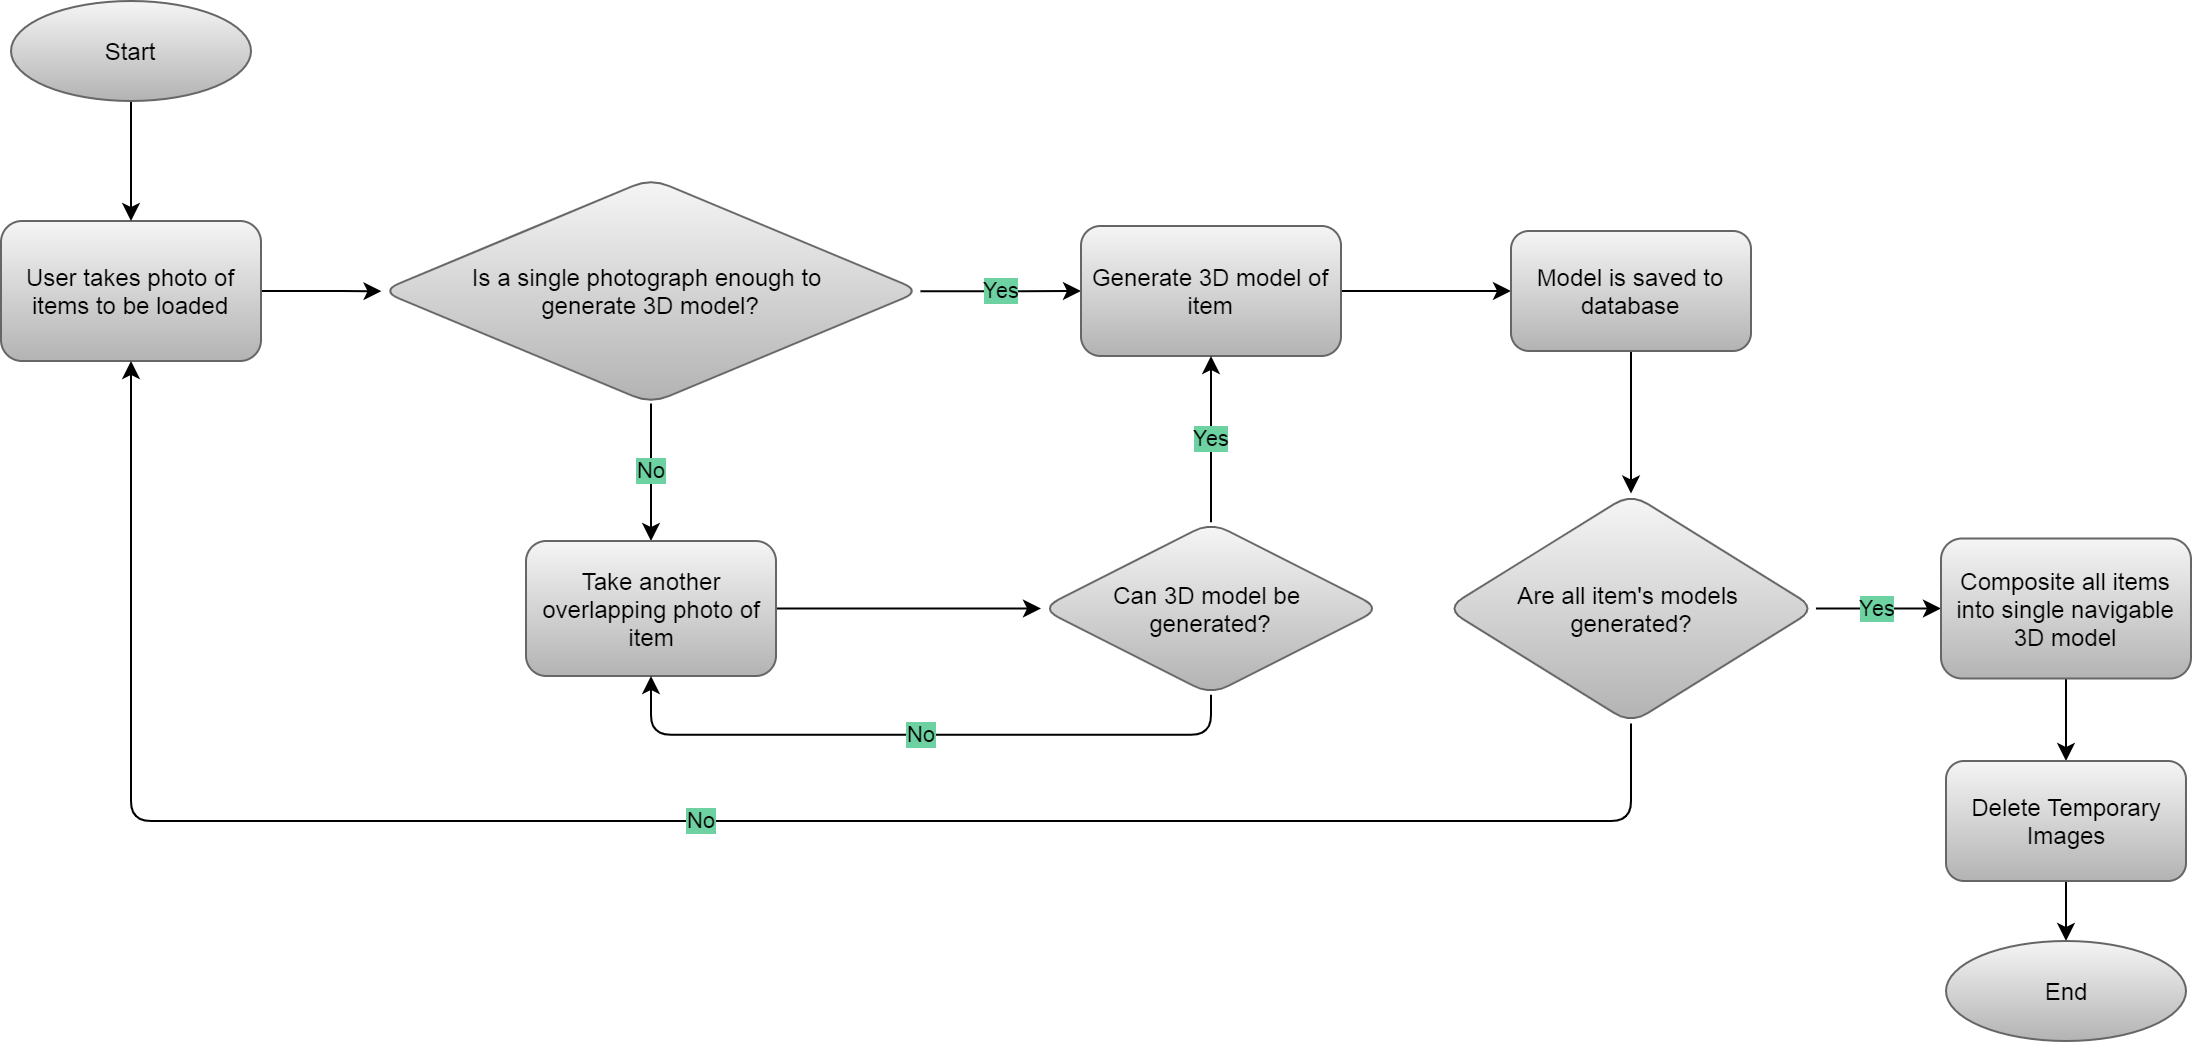 Start
User takes photo of
items to be loaded
Is a single photograph enough to
generate 3D model?
Yes
Generate 3D model of
item
Model is saved to
database
No
Yes
Take another
overlapping photo of
item
Can 3D model be
generated?
Are all item's models
generated?
Yes
Composite all items
into single navigable
3D model
No
No
Delete Temporary
Images
End